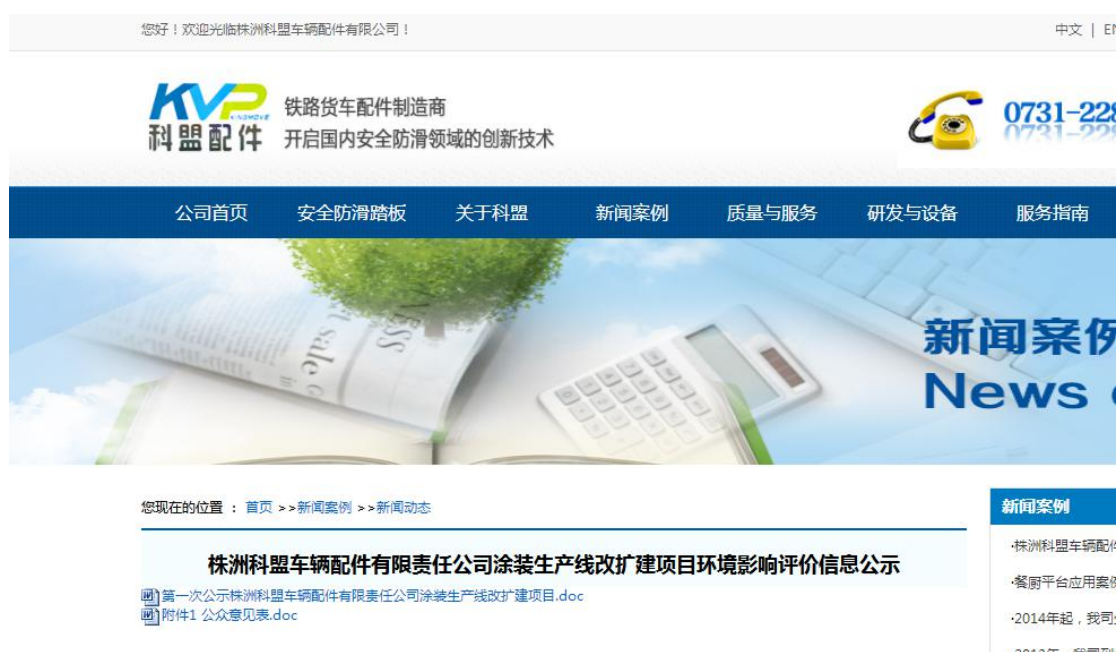 您好！欢迎光临株洲科盟车辆配件有限公司！
中文 |
KVP
KINGMOVE
科盟配件
铁路货车配件制造商
开启国内安全防滑领域的创新技术
0731-228
公司首页 安全防滑踏板 关于科盟 新闻案例 质量与服务 研发与设备 服务指南
sale
新闻案例
News
您现在的位置 ： 首页 >>新闻案例 >>新闻动态
新闻案例
株洲科盟车辆配件有限责任公司涂装生产线改扩建项目环境影响评价信息公示
第一次公示株洲科盟车辆配件有限责任公司涂装生产线改扩建项目.doc
附件1 公众意见表.doc
·株洲科盟车辆配件
·餐厨平台应用案例
·2014年起，我司